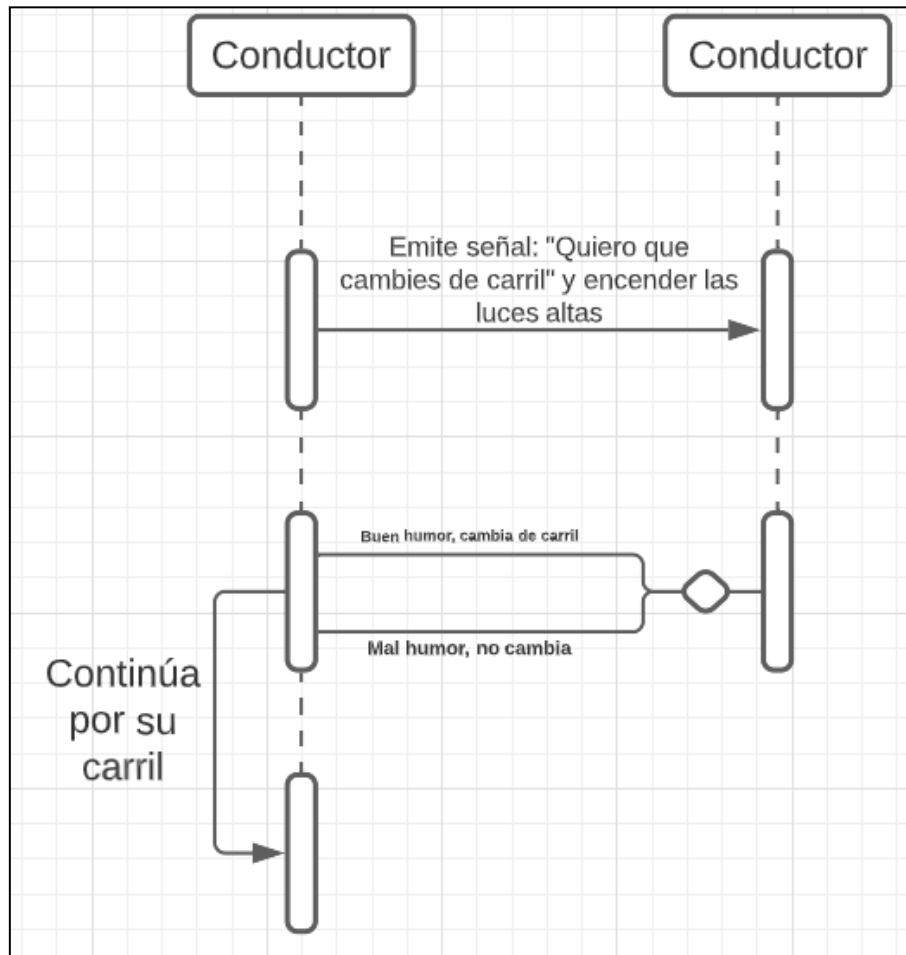 Conductor
Conductor
Emite señal: "Quiero que
cambies de carril" y encender las
luces altas
Buen humor, cambia de carril
Mal humor, no cambia
Continúa
por su
carril